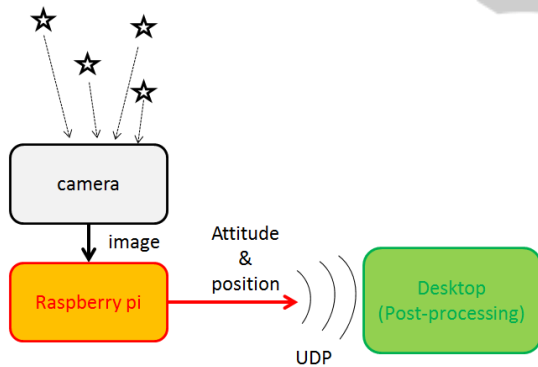 camera
image
Raspberry pi
Attitude
&
position
UDP
Desktop
(Post-processing)